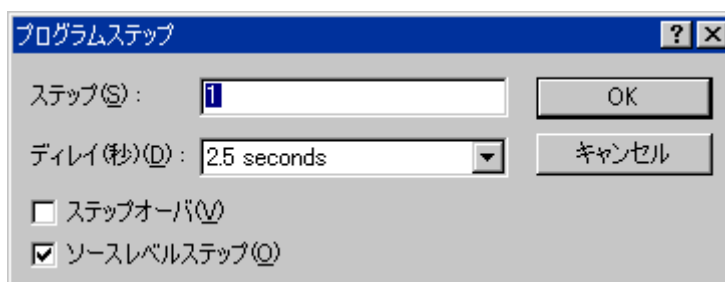 プログラムステップ
ステップ(S) : 1 OK
ディレイ(秒)(D) : 2.5 seconds キャンセル
ステップオーバ(V)
ソースレベルステップ(O)